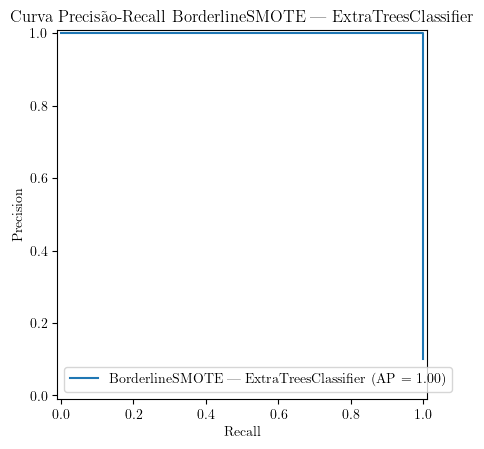 Curva Precisão-Recall BorderlineSMOTE — ExtraTreesClassifier
1.0
0.8
0.6
0.4
0.2
0.0
Precision
BorderlineSMOTE — ExtraTreesClassifier (AP = 1.00)
0.0 0.2 0.4 0.6 0.8 1.0
Recall